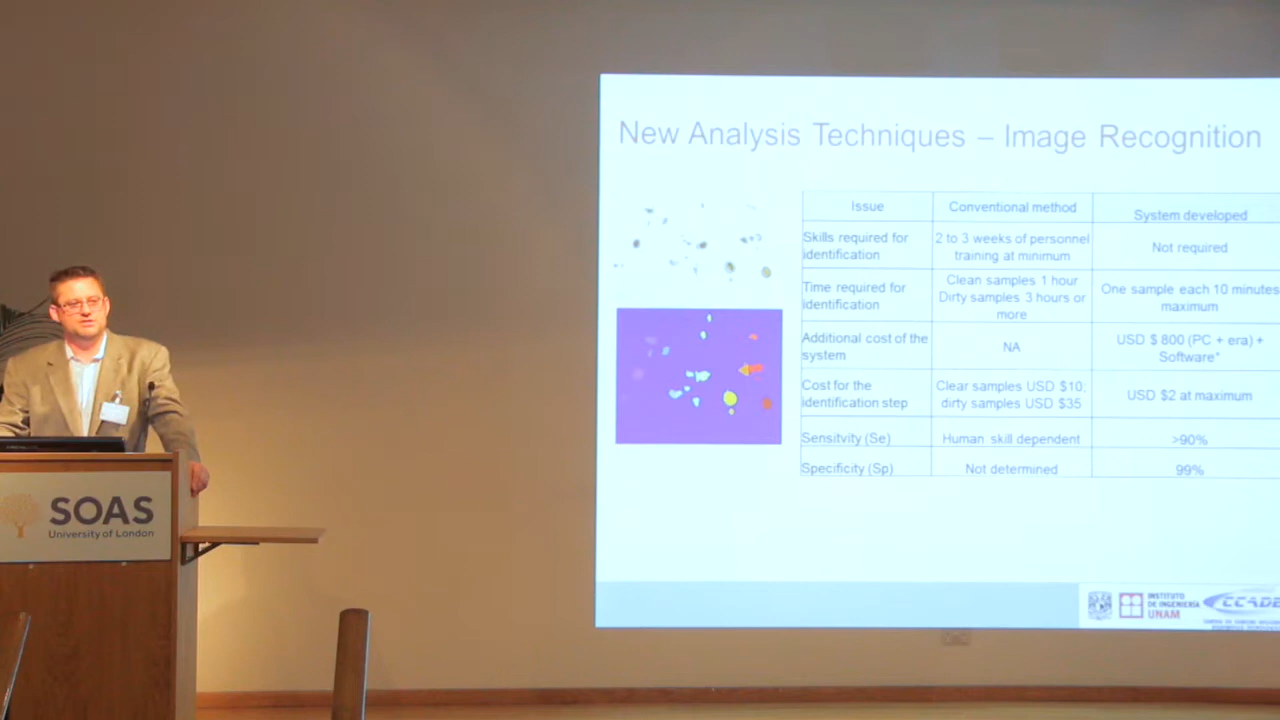 New Analysis Techniques – Image Recognition
Issue
Conventional method
System developed
Skills required for
identification
2 to 3 weeks of personnel
training at minimum
Not required
Time required for
identification
Clean samples 1 hour
Dirty samples 3 hours or
more
One sample each 10 minutes
maximum
Additional cost of the
system
NA
USD $ 800 (PC + era) +
Software*
Cost for the
identification step
Clear samples USD $10;
dirty samples USD $35
USD $2 at maximum
Sensitvity (Se)
Human skill dependent
>90%
Specificity (Sp)
Not determined
99%
SOAS
University of London
INSTITUTO
DE INGENIERÍA
UNAM